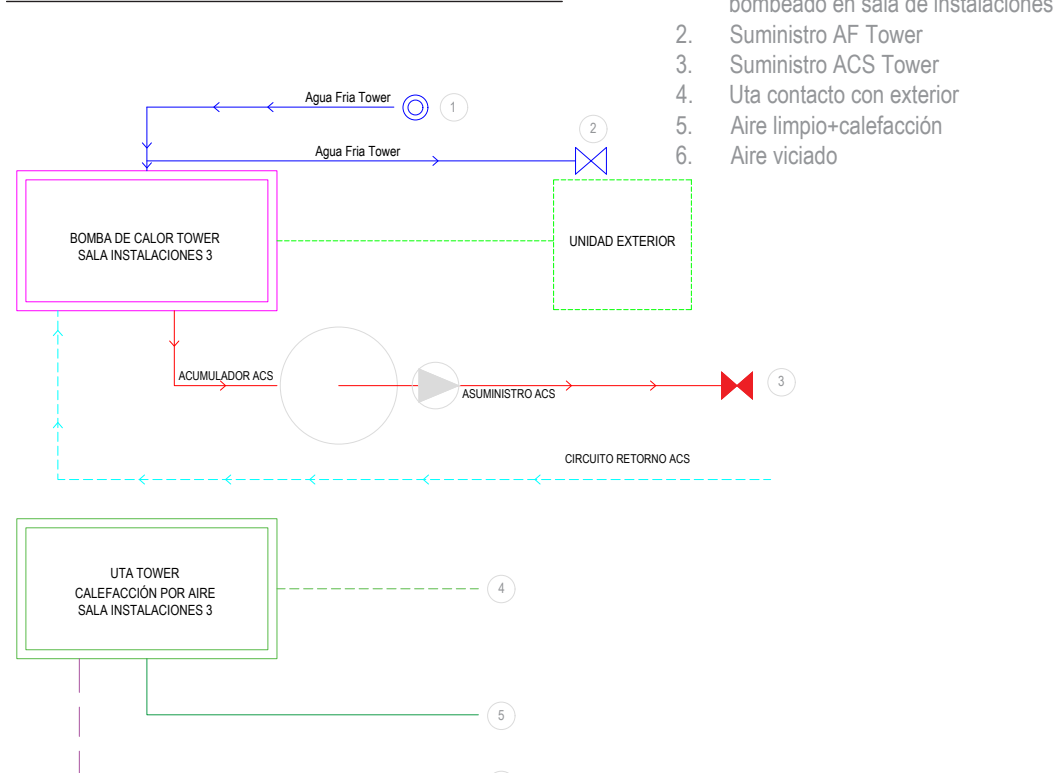 bombeado en sala de instalaciones
2. Suministro AF Tower
3. Suministro ACS Tower
4. Uta contacto con exterior
5. Aire limpio+calefacción
6. Aire viciado
Agua Fria Tower
1
2
Agua Fria Tower
BOMBA DE CALOR TOWER
SALA INSTALACIONES 3
UNIDAD EXTERIOR
ACUMULADOR ACS
ASUMINISTRO ACS
3
CIRCUITO RETORNO ACS
UTA TOWER
CALEFACCIÓN POR AIRE
SALA INSTALACIONES 3
4
5